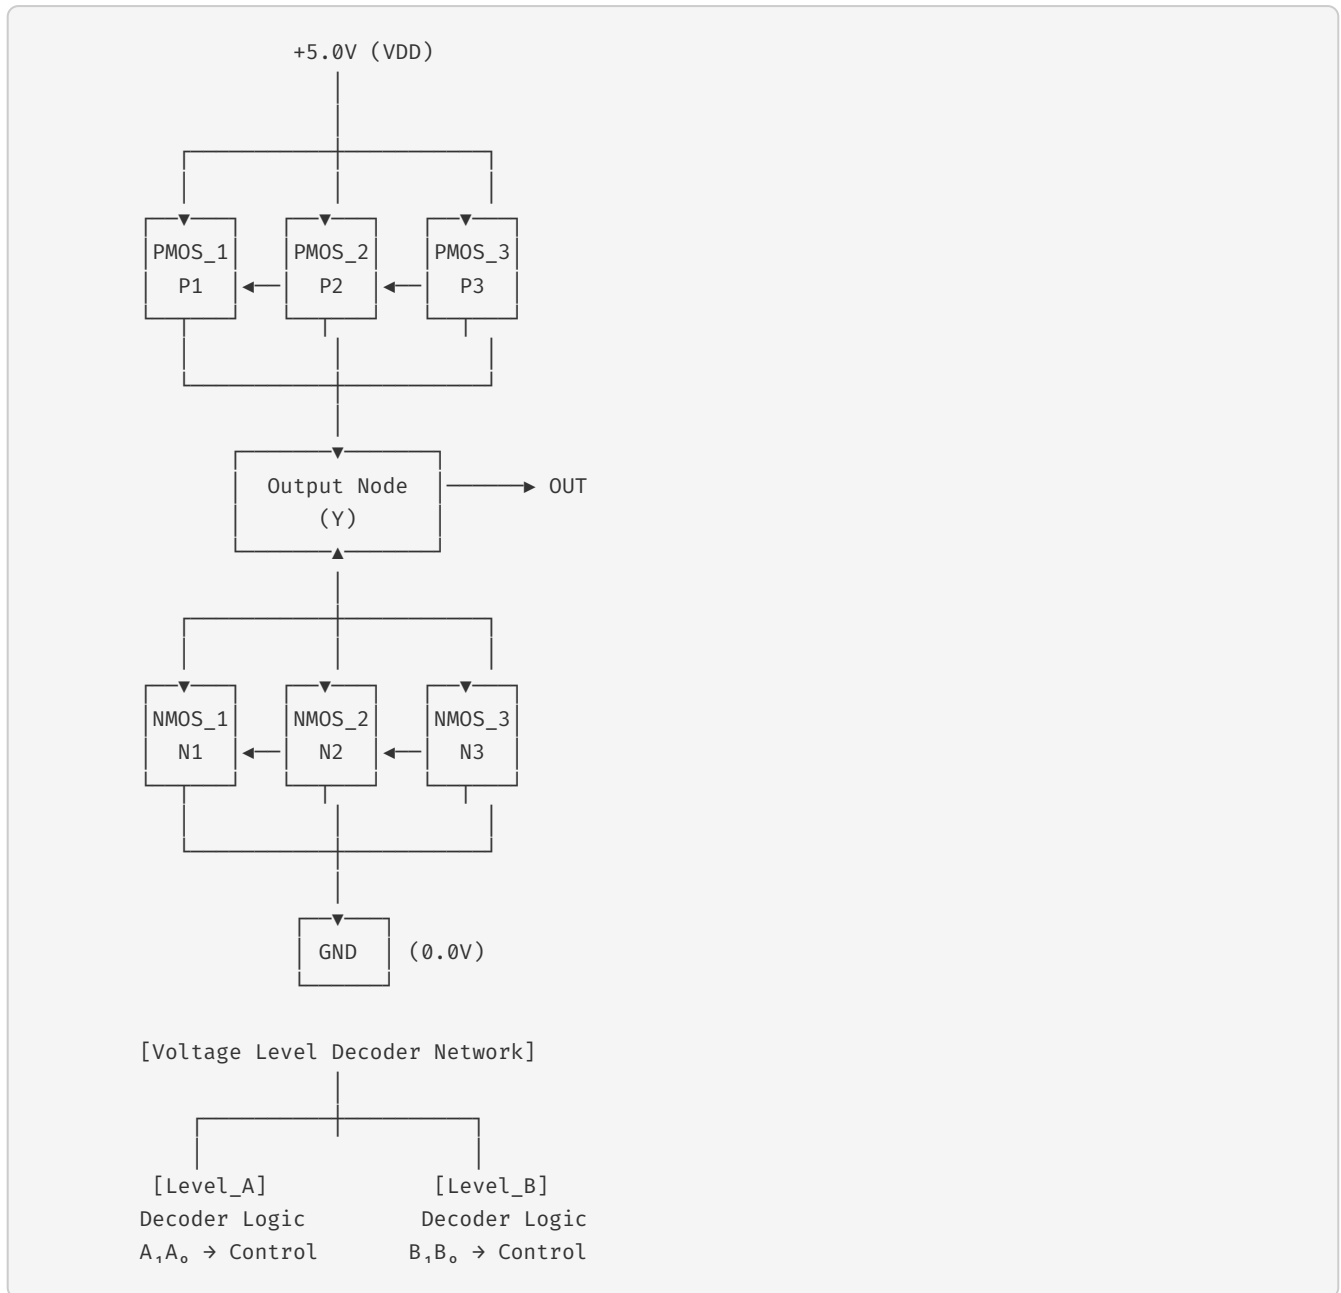 +5.0V (VDD)
PMOS_1 PMOS_2 PMOS_3
P1 P2 P3
Output Node → OUT
(Y)
NMOS_1 NMOS_2 NMOS_3
N1 N2 N3
GND (0.0V)
[Voltage Level Decoder Network]
[Level_A] [Level_B]
Decoder Logic Decoder Logic
A₁A₀ → Control B₁B₀ → Control